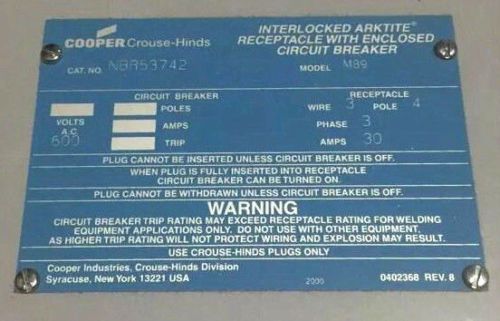 COOPER Crouse-Hinds
INTERLOCKED ARKTITE®
RECEPTACLE WITH ENCLOSED
CIRCUIT BREAKER
CAT. NO. NBR53742
MODEL M89
CIRCUIT BREAKER
RECEPTACLE
POLES
WIRE 3 POLE 4
VOLTS
A.C.
600
AMPS
PHASE 3
TRIP
AMPS 30
PLUG CANNOT BE INSERTED UNLESS CIRCUIT BREAKER IS OFF.
WHEN PLUG IS FULLY INSERTED INTO RECEPTACLE
CIRCUIT BREAKER CAN BE TURNED ON.
PLUG CANNOT BE WITHDRAWN UNLESS CIRCUIT BREAKER IS OFF.
WARNING
CIRCUIT BREAKER TRIP RATING MAY EXCEED RECEPTACLE RATING FOR WELDING
EQUIPMENT APPLICATIONS ONLY. DO NOT USE WITH OTHER EQUIPMENT,
AS HIGHER TRIP RATING WILL NOT PROTECT WIRING AND EXPLOSION MAY RESULT.
USE CROUSE-HINDS PLUGS ONLY
Cooper Industries, Crouse-Hinds Division
Syracuse, New York 13221 USA
2000
0402368 REV. 8